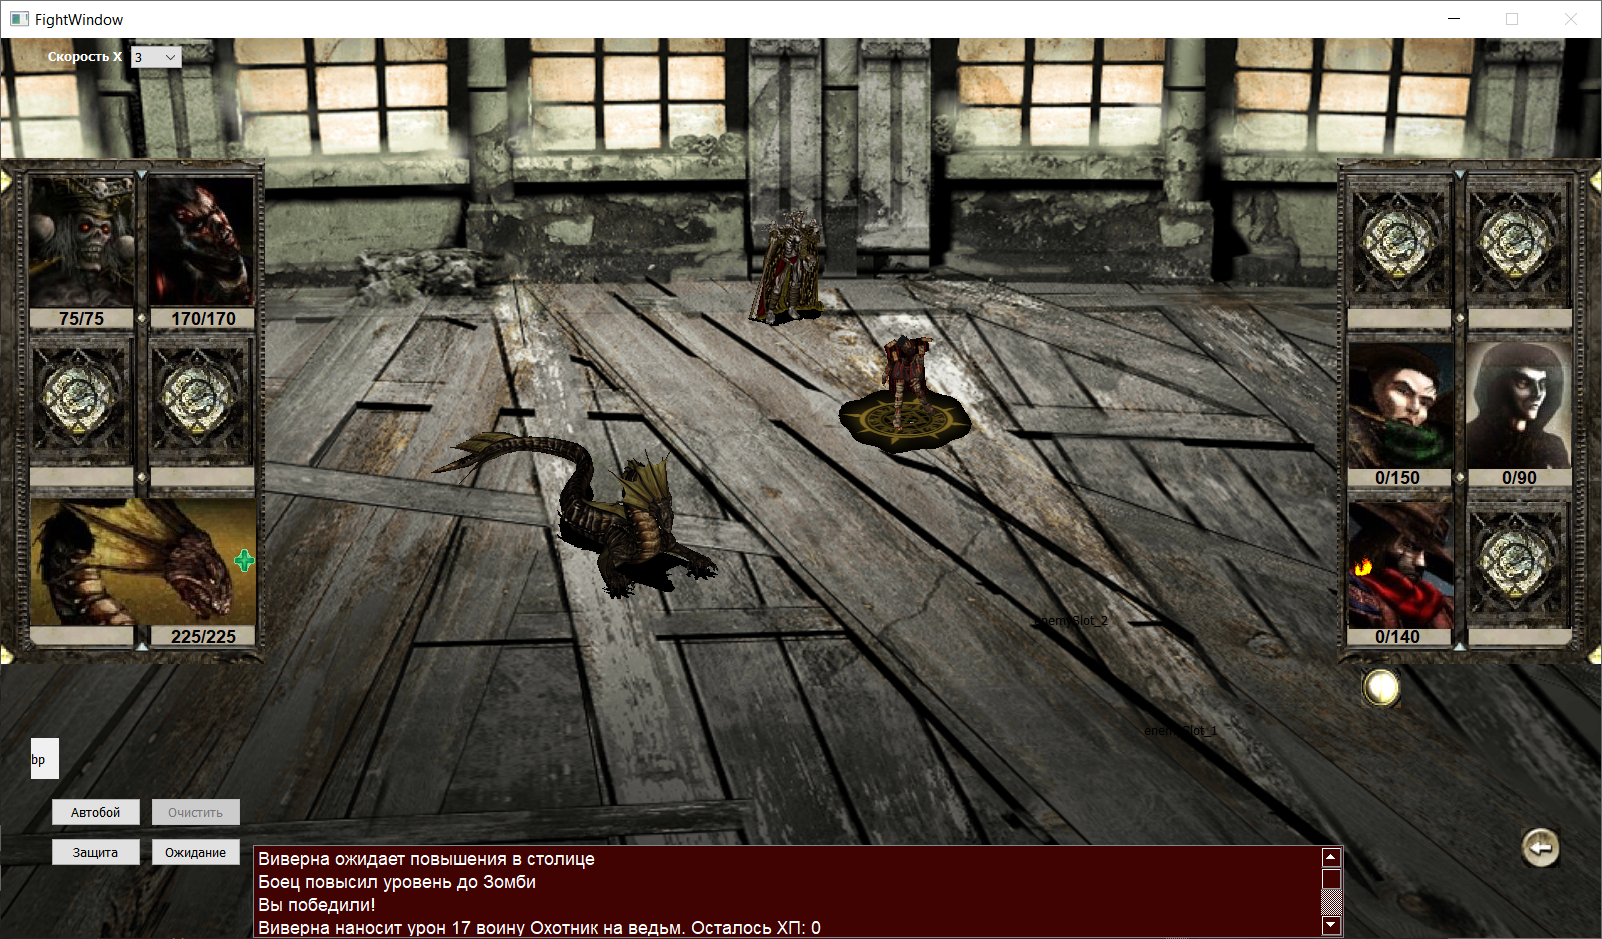 FightWindow
Скорость X 3
75/75 170/170
0/150 0/90
225/225
0/140
enemySlot_2
enemySlot_1
bp
Автобой Очистить
Защита Ожидание
Виверна ожидает повышения в столице
Боец повысил уровень до Зомби
Вы победили!
Виверна наносит урон 17 воину Охотник на ведьм. Осталось ХП: 0